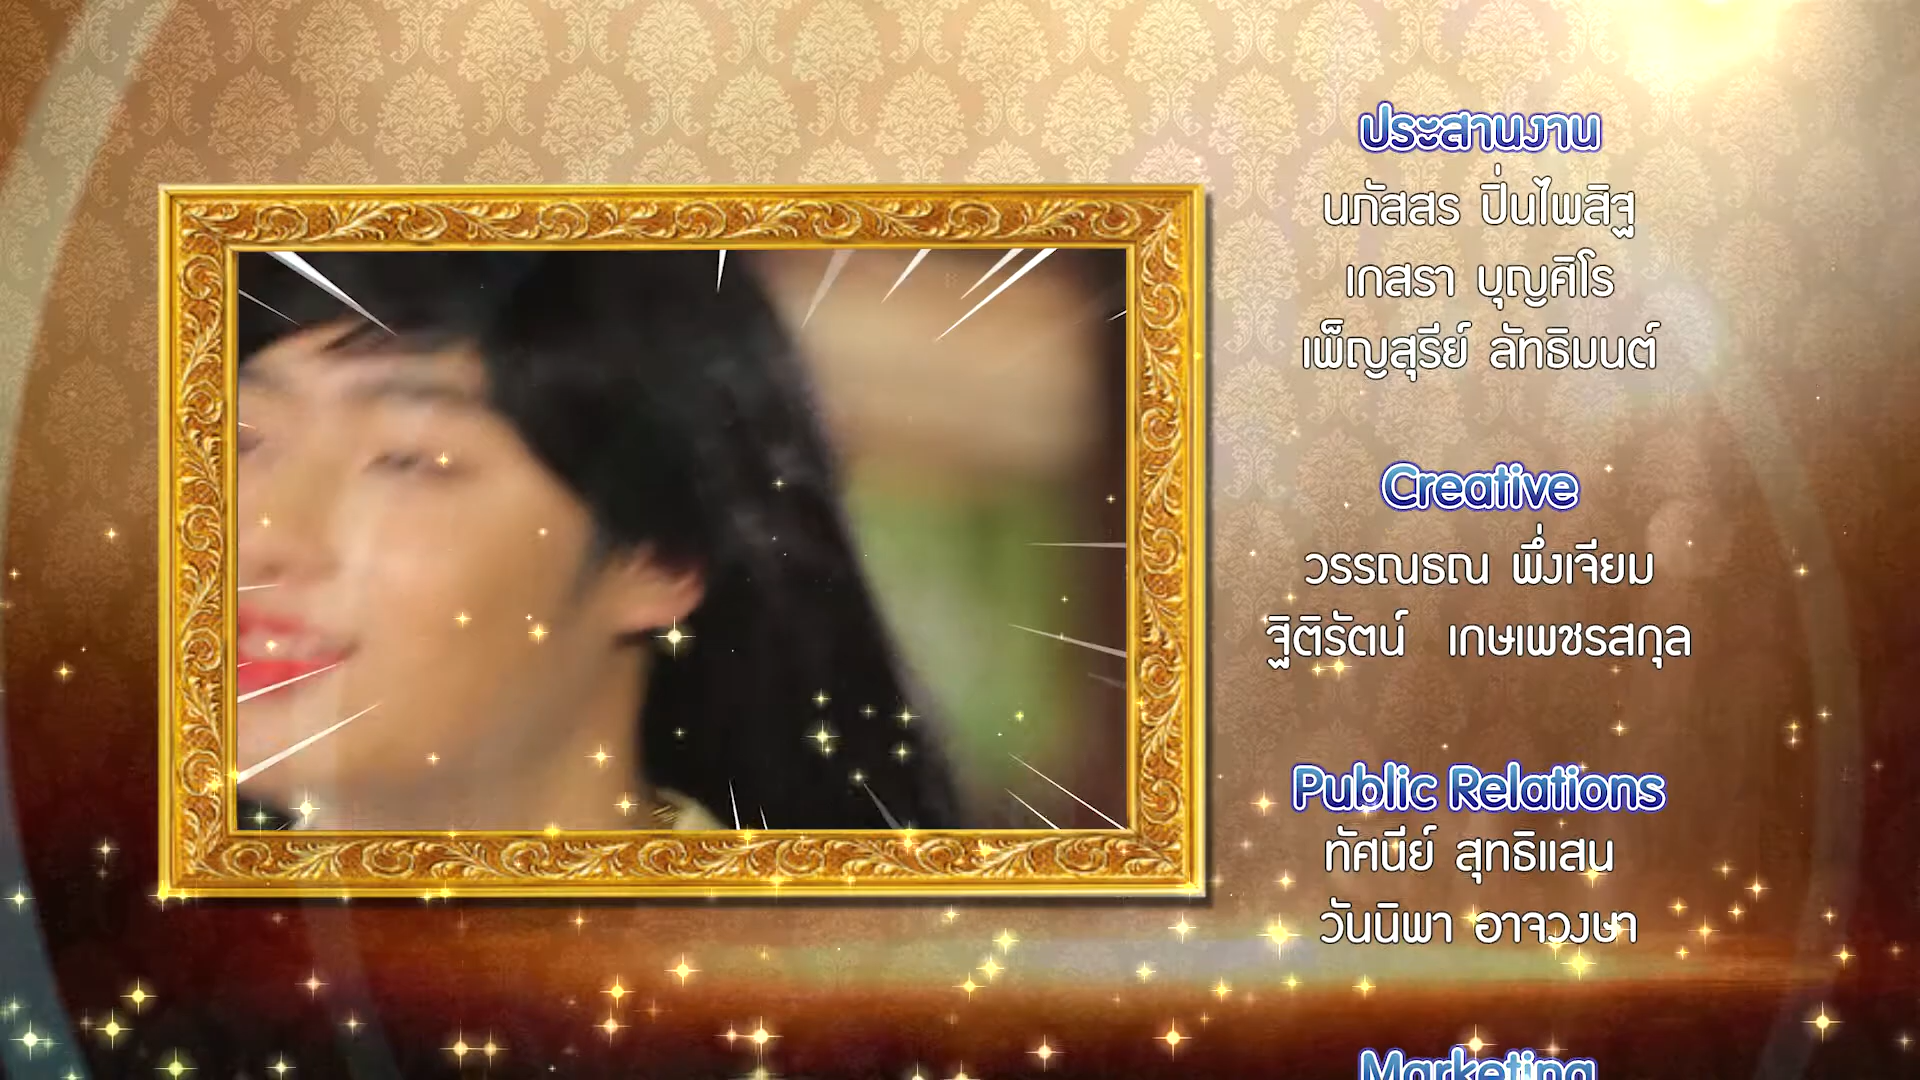 ประสานงาน
นภัสสร ปิ่นไพสิฐ
เกสรา บุญศิโร
เพ็ญสุรีย์ ลัทธิมนต์
Creative
วรรณธณ พึ่งเจียม
ฐิติรัตน์ เกษเพชรสกุล
Public Relations
ทัศนีย์ สุทธิแสน
วันนิพา อาจวงษา
Marketing